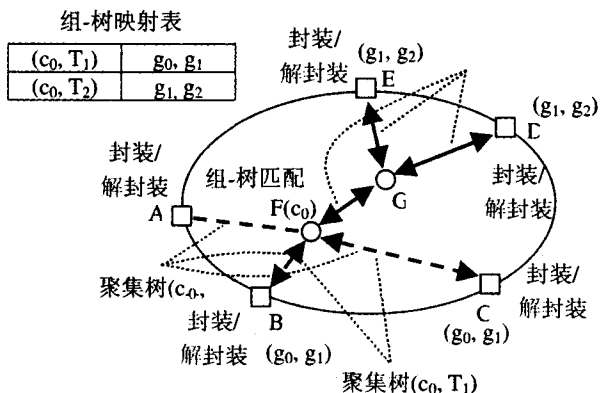 组-树映射表
(c₀, T₁) g₀, g₁
(c₀, T₂) g₁, g₂
封装/
解封装
(g₁, g₂)
E
(g₁, g₂)
D
封装/
解封装
封装/
解封装
A
组-树匹配
F(c₀)
G
聚集树(c₀,
封装/
解封装
B
(g₀, g₁)
封装/
解封装
C
(g₀, g₁)
聚集树(c₀, T₁)